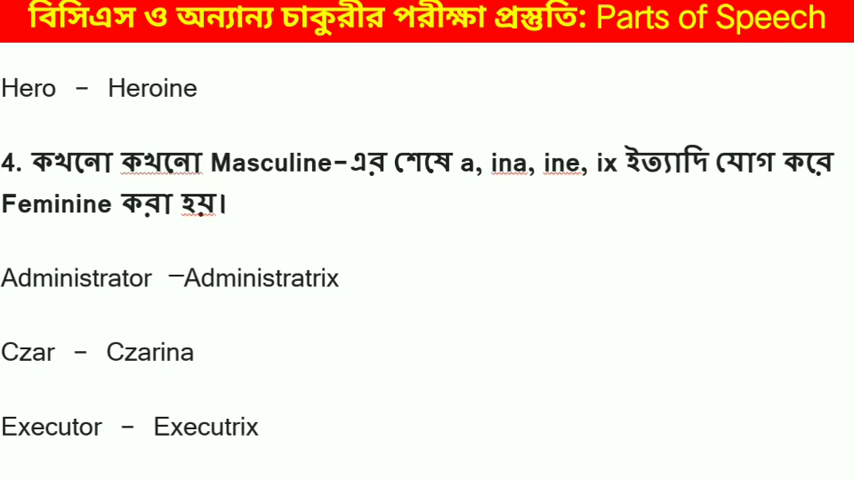 বিসিএস ও অন্যান্য চাকুরীর পরীক্ষা প্রস্তুতি: Parts of Speech
Hero – Heroine
4. কখনো কখনো Masculine–এর শেষে a, ina, ine, ix ইত্যাদি যোগ করে
Feminine করা হয়।
Administrator –Administratrix
Czar – Czarina
Executor – Executrix